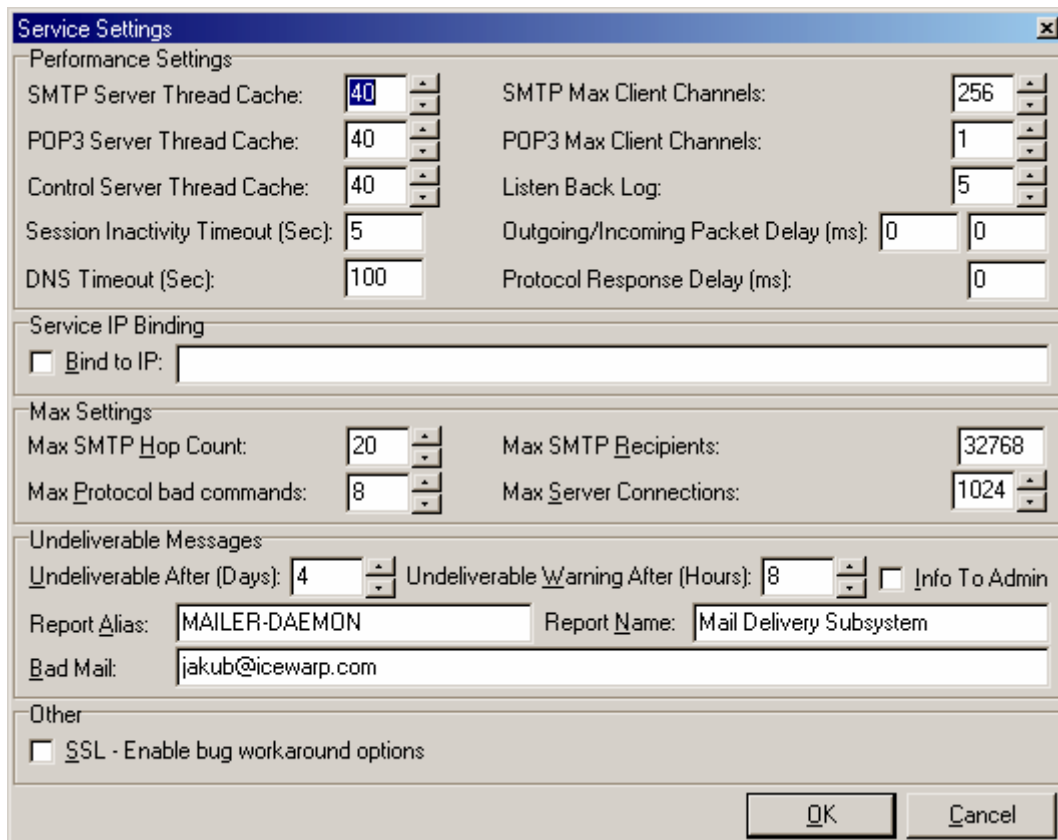 Service Settings
Performance Settings
SMTP Server Thread Cache: 40 SMTP Max Client Channels: 256
POP3 Server Thread Cache: 40 POP3 Max Client Channels: 1
Control Server Thread Cache: 40 Listen Back Log: 5
Session Inactivity Timeout (Sec): 5 Outgoing/Incoming Packet Delay (ms): 0 0
DNS Timeout (Sec): 100 Protocol Response Delay (ms): 0
Service IP Binding
Bind to IP:
Max Settings
Max SMTP Hop Count: 20 Max SMTP Recipients: 32768
Max Protocol bad commands: 8 Max Server Connections: 1024
Undeliverable Messages
Undeliverable After (Days): 4 Undeliverable Warning After (Hours): 8 Info To Admin
Report Alias: MAILER-DAEMON Report Name: Mail Delivery Subsystem
Bad Mail: jakub@icewarp.com
Other
SSL - Enable bug workaround options
OK Cancel